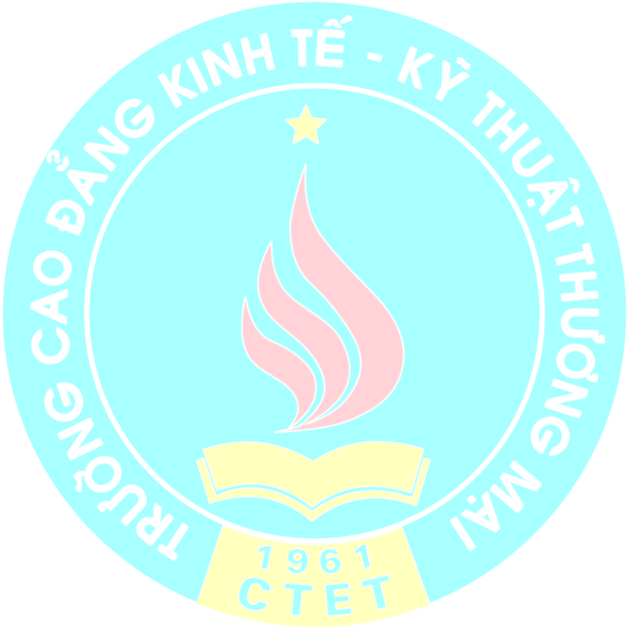 TRƯỜNG CAO ĐẲNG KINH TẾ - KỸ THUẬT THƯƠNG MẠI
1961
CTET